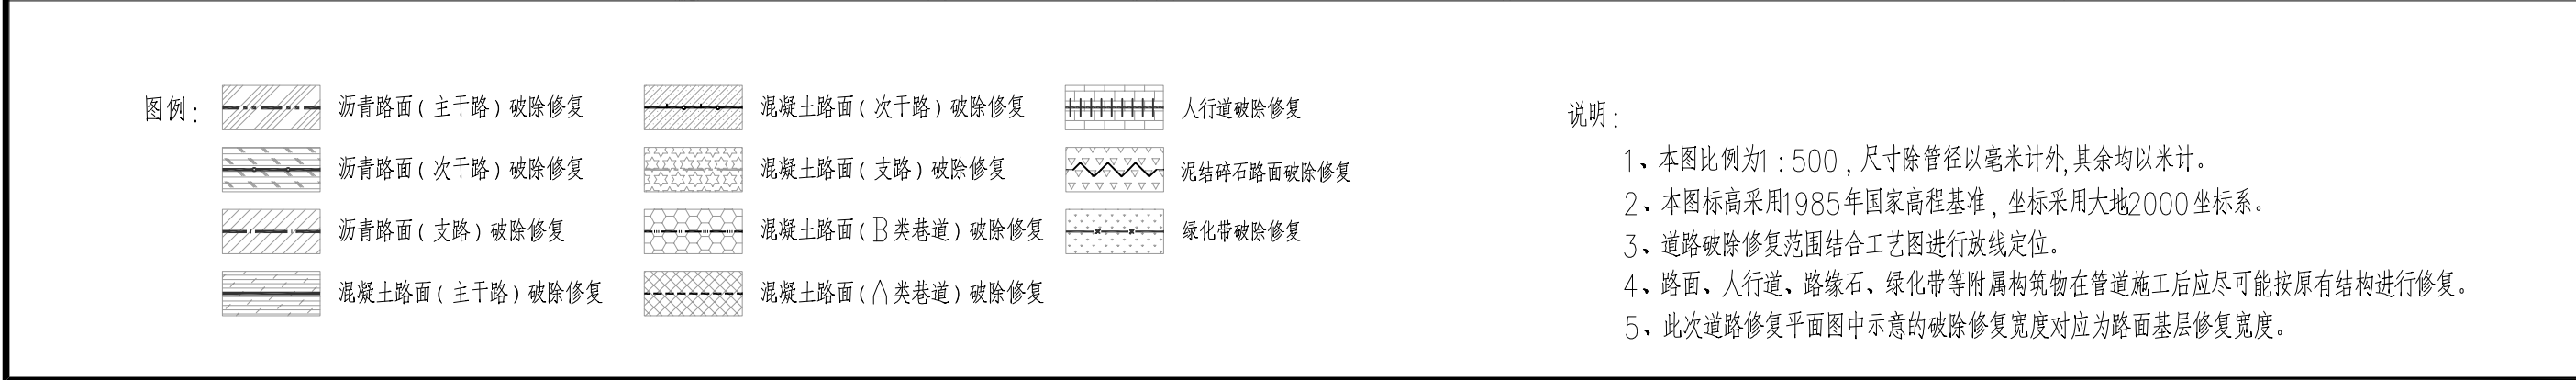 图例：
沥青路面（主干路）破除修复
沥青路面（次干路）破除修复
沥青路面（支路）破除修复
混凝土路面（主干路）破除修复
混凝土路面（次干路）破除修复
混凝土路面（支路）破除修复
混凝土路面（B类巷道）破除修复
混凝土路面（A类巷道）破除修复
人行道破除修复
泥结碎石路面破除修复
绿化带破除修复
说明：
1、本图比例为1：500，尺寸除管径以毫米计外,其余均以米计。
2、本图标高采用1985年国家高程基准，坐标采用大地2000坐标系。
3、道路破除修复范围结合工艺图进行放线定位。
4、路面、人行道、路缘石、绿化带等附属构筑物在管道施工后应尽可能按原有结构进行修复。
5、此次道路修复平面图中示意的破除修复宽度对应为路面基层修复宽度。